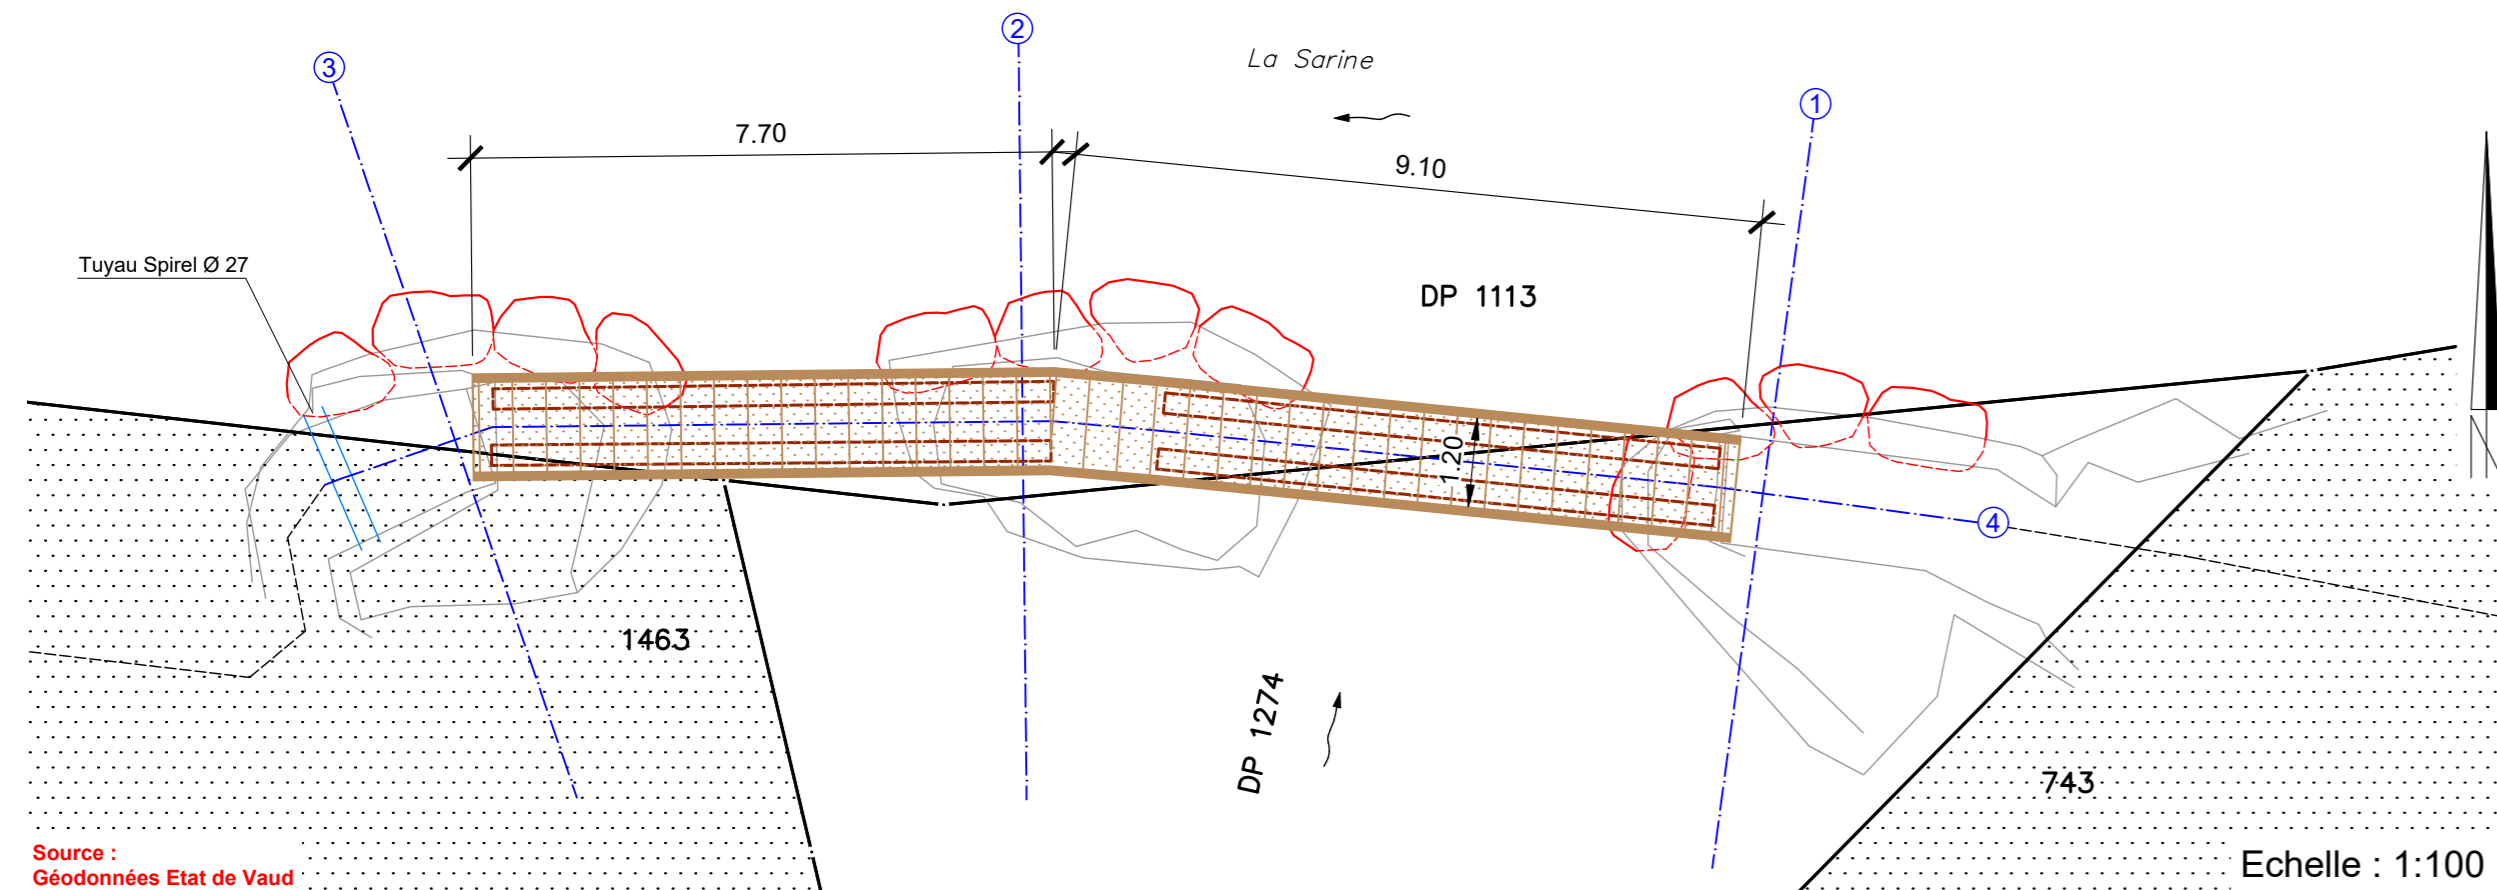 2
La Sarine
3
1
7.70
9.10
Tuyau Spirel Ø 27
DP 1113
1.20
4
1463
DP 1274
743
Source :
Géodonnées Etat de Vaud
Echelle : 1:100